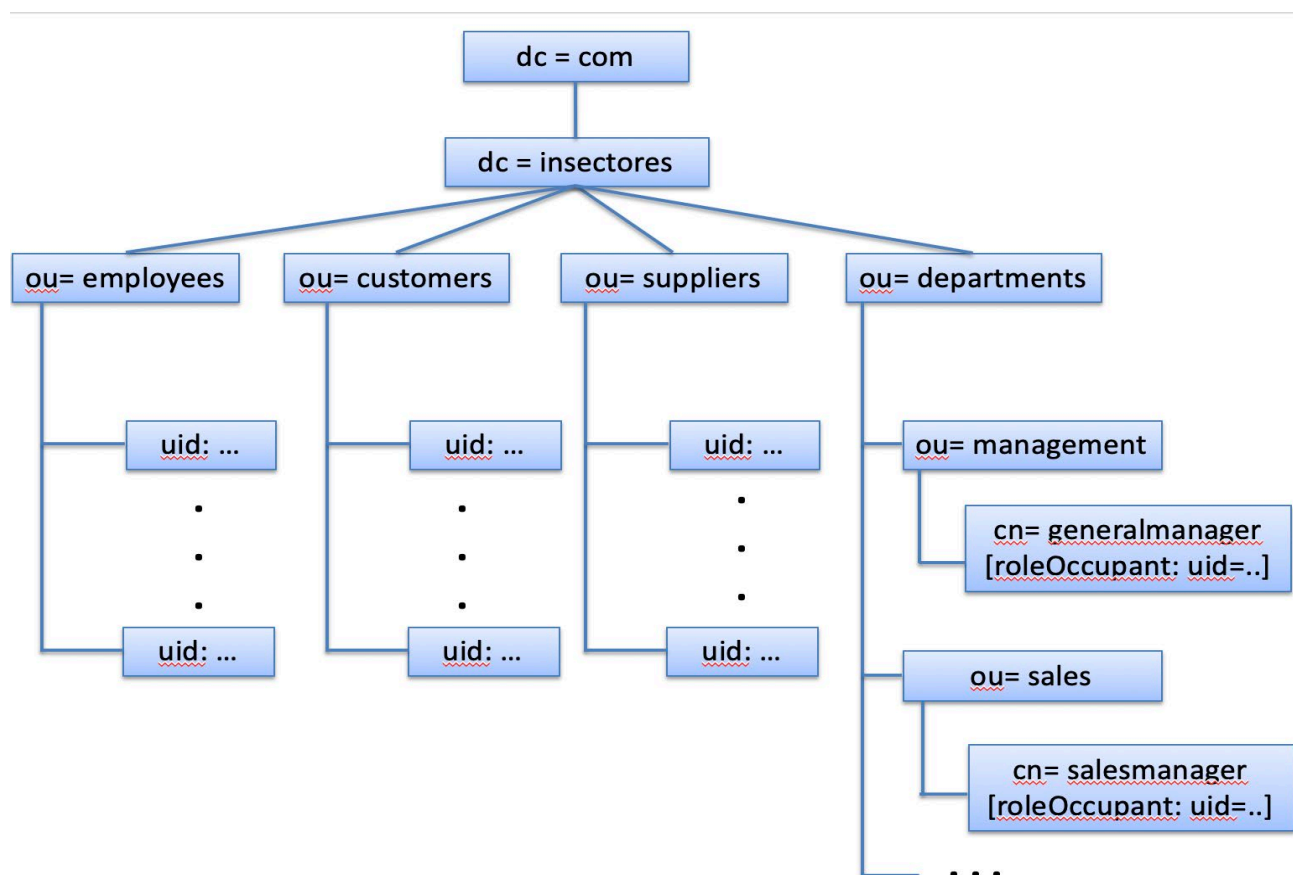 dc = com
dc = insectores
ou= employees
ou= customers
ou= suppliers
ou= departments
uid: ...
uid: ...
uid: ...
ou= management
cn= generalmanager
[roleOccupant: uid=..]
uid: ...
uid: ...
uid: ...
ou= sales
cn= salesmanager
[roleOccupant: uid=..]